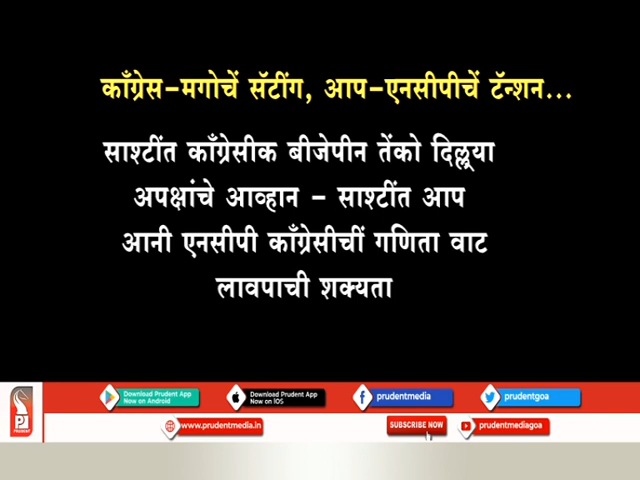 काँग्रेस-मगोचें सॅटींग, आप-एनसीपीचें टॅन्शन...
साश्टींत काँग्रेसीक बीजेपीन तेंको दिल्ल्या
अपक्षांचे आव्हान - साश्टींत आप
आनी एनसीपी काँग्रेसीचीं गणिता वाट
लावपाची शक्यता
Download Prudent App
Now on Android
Download Prudent App
Now on IOS
prudentmedia
prudentgoa
PRUDENT
www.prudentmedia.in
SUBSCRIBE NOW
prudentmediagoa